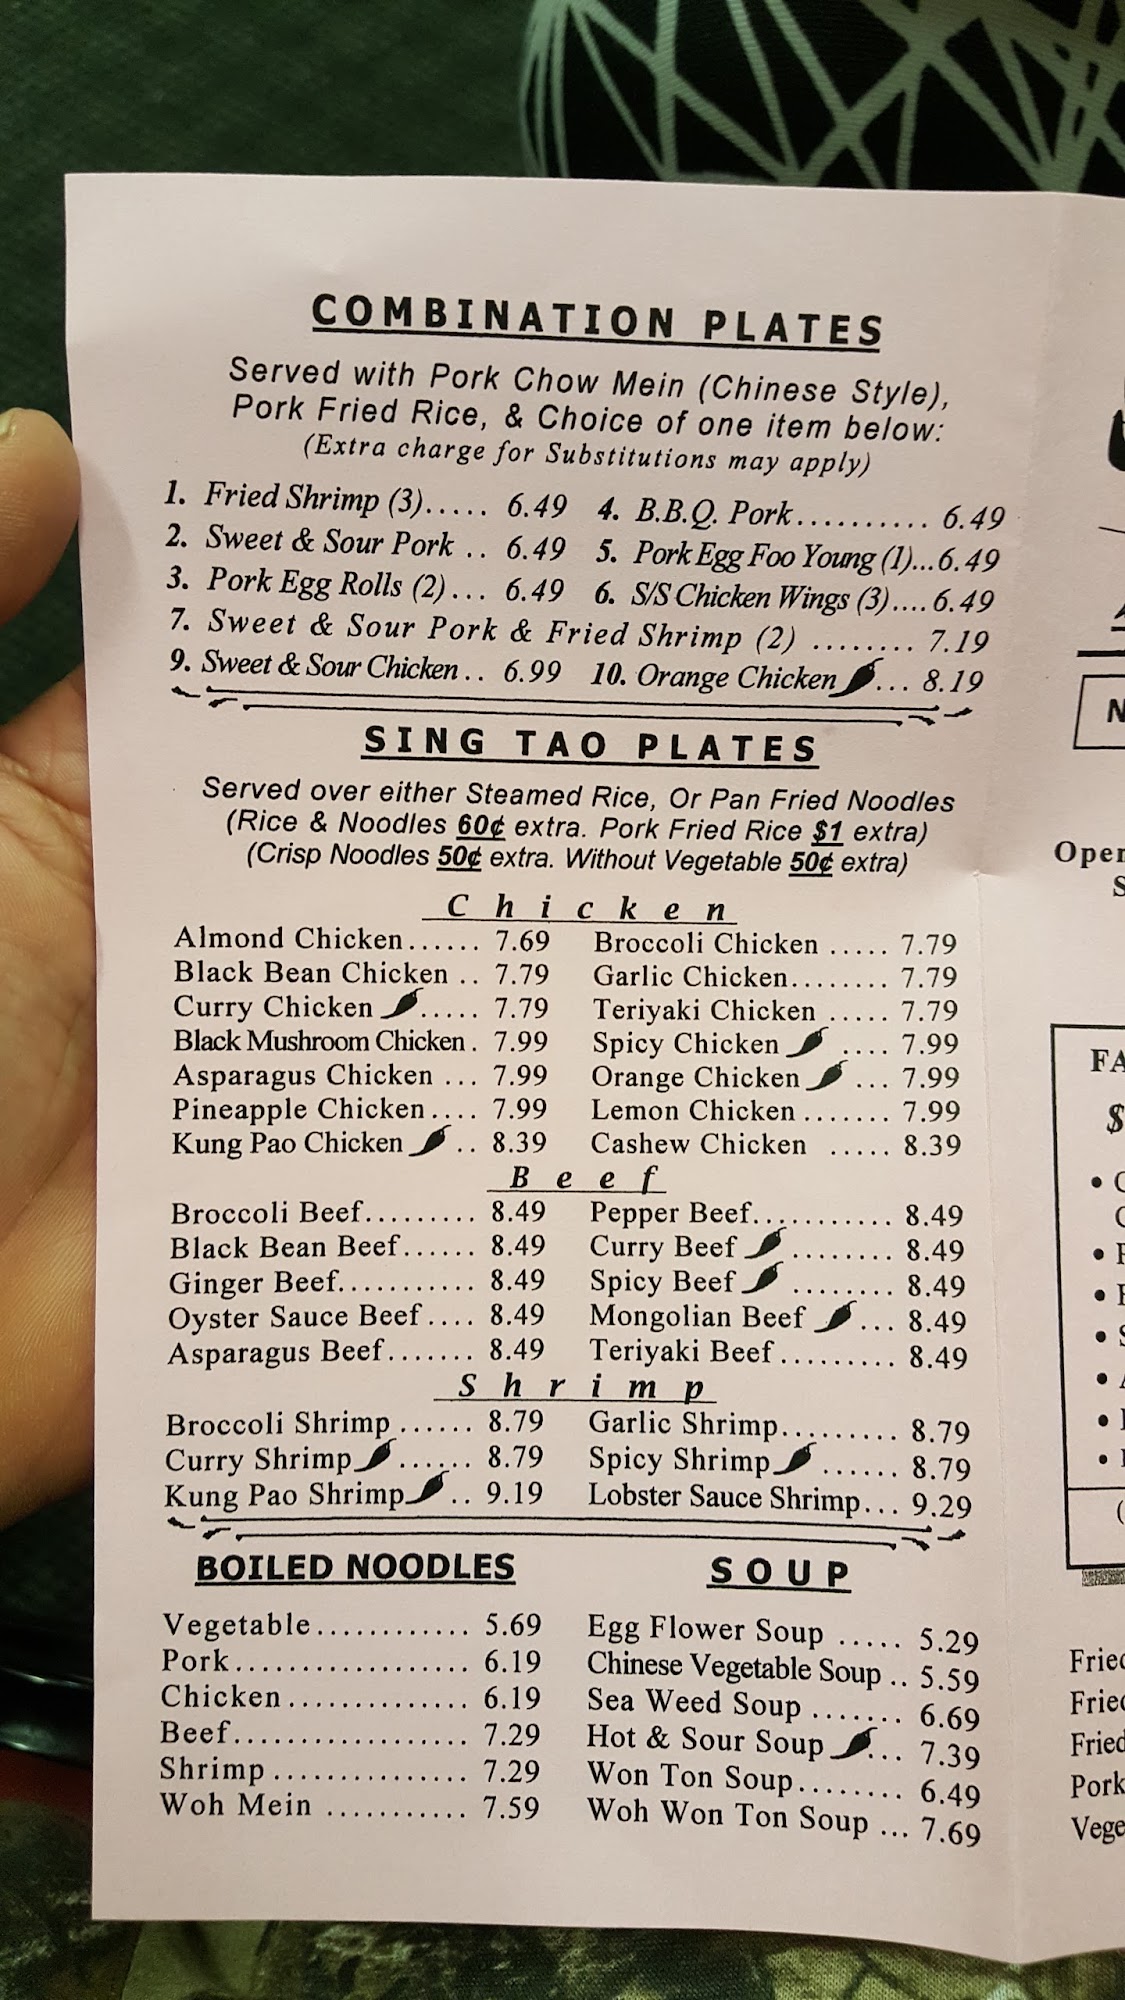 COMBINATION PLATES
Served with Pork Chow Mein (Chinese Style),
Pork Fried Rice, & Choice of one item below:
(Extra charge for Substitutions may apply)
1. Fried Shrimp (3)..... 6.49 4. B.B.Q. Pork.......... 6.49
2. Sweet & Sour Pork .. 6.49 5. Pork Egg Foo Young (1)...6.49
3. Pork Egg Rolls (2)... 6.49 6. S/S Chicken Wings (3).... 6.49
7. Sweet & Sour Pork & Fried Shrimp (2) ........ 7.19
9. Sweet & Sour Chicken.. 6.99 10. Orange Chicken ... 8.19
SING TAO PLATES
Served over either Steamed Rice, Or Pan Fried Noodles
(Rice & Noodles 60¢ extra. Pork Fried Rice $1 extra)
(Crisp Noodles 50¢ extra. Without Vegetable 50¢ extra)
Chicken
Almond Chicken...... 7.69 Broccoli Chicken ..... 7.79
Black Bean Chicken .. 7.79 Garlic Chicken........ 7.79
Curry Chicken ..... 7.79 Teriyaki Chicken ..... 7.79
Black Mushroom Chicken. 7.99 Spicy Chicken .... 7.99
Asparagus Chicken ... 7.99 Orange Chicken ... 7.99
Pineapple Chicken.... 7.99 Lemon Chicken ....... 7.99
Kung Pao Chicken .. 8.39 Cashew Chicken ..... 8.39
Beef
Broccoli Beef......... 8.49 Pepper Beef........... 8.49
Black Bean Beef...... 8.49 Curry Beef ........ 8.49
Ginger Beef........... 8.49 Spicy Beef ........ 8.49
Oyster Sauce Beef.... 8.49 Mongolian Beef ... 8.49
Asparagus Beef....... 8.49 Teriyaki Beef......... 8.49
Shrimp
Broccoli Shrimp ...... 8.79 Garlic Shrimp......... 8.79
Curry Shrimp ...... 8.79 Spicy Shrimp ...... 8.79
Kung Pao Shrimp .. 9.19 Lobster Sauce Shrimp... 9.29
BOILED NOODLES
Vegetable............ 5.69
Pork.................. 6.19
Chicken.............. 6.19
Beef.................. 7.29
Shrimp ............... 7.29
Woh Mein ........... 7.59
SOUP
Egg Flower Soup ..... 5.29
Chinese Vegetable Soup .. 5.59
Sea Weed Soup ....... 6.69
Hot & Sour Soup ... 7.39
Won Ton Soup........ 6.49
Woh Won Ton Soup ... 7.69
FA
$
Pork